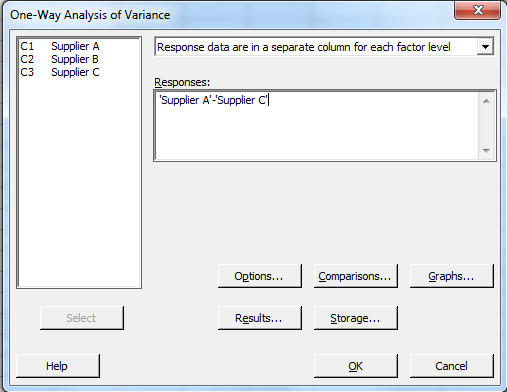 One-Way Analysis of Variance
C1 Supplier A
C2 Supplier B
C3 Supplier C
Response data are in a separate column for each factor level
Responses:
'Supplier A'-'Supplier C'
Options... Comparisons... Graphs...
Select Results... Storage...
Help OK Cancel